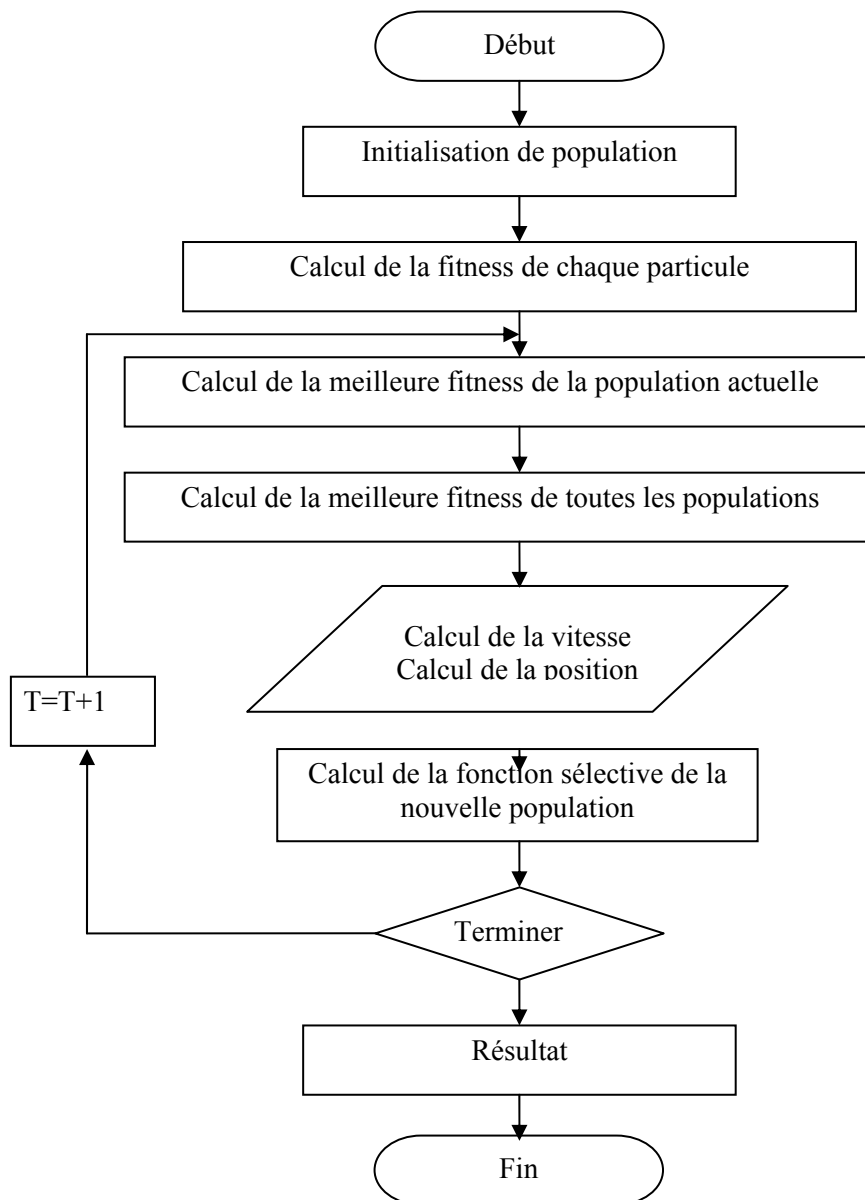 Début
Initialisation de population
Calcul de la fitness de chaque particule
Calcul de la meilleure fitness de la population actuelle
Calcul de la meilleure fitness de toutes les populations
Calcul de la vitesse
Calcul de la position
T=T+1
Calcul de la fonction sélective de la
nouvelle population
Terminer
Résultat
Fin